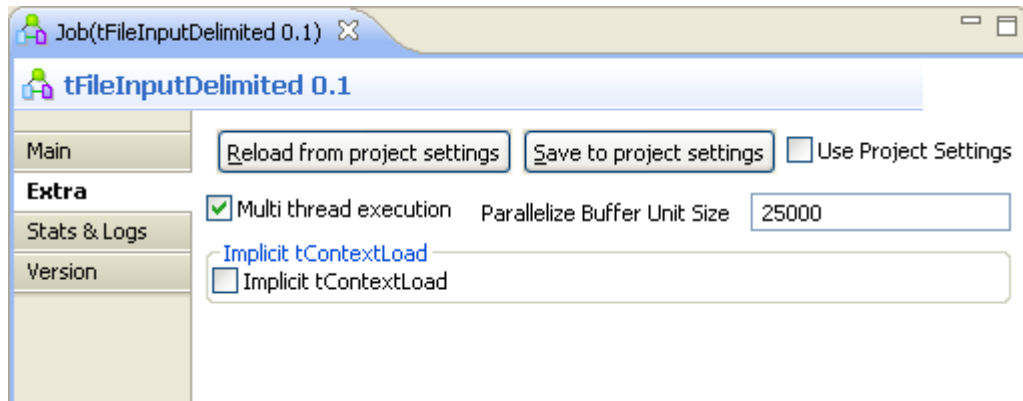 Job(tFileInputDelimited 0.1)
tFileInputDelimited 0.1
Main
Reload from project settings Save to project settings Use Project Settings
Extra
Multi thread execution Parallelize Buffer Unit Size 25000
Stats & Logs
Implicit tContextLoad
Version
Implicit tContextLoad